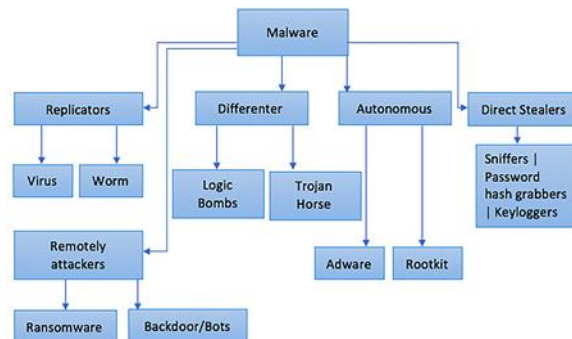 Malware
Replicators
Differenter
Autonomous
Direct Stealers
Virus
Worm
Logic
Bombs
Trojan
Horse
Sniffers |
Password
hash grabbers
| Keyloggers
Remotely
attackers
Adware
Rootkit
Ransomware
Backdoor/Bots